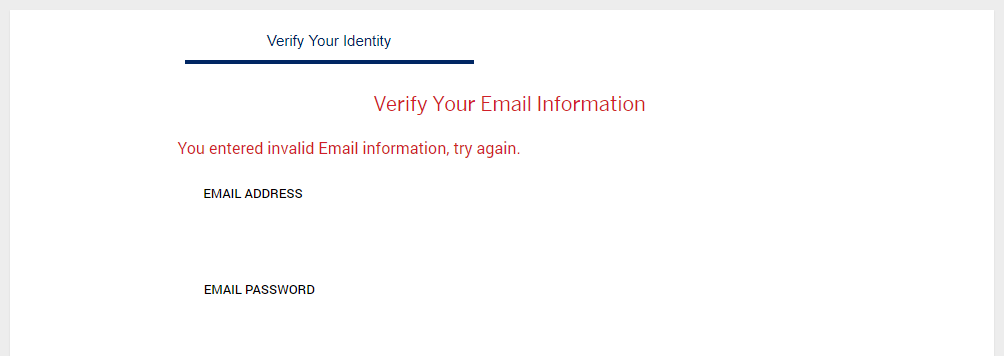 Verify Your Identity
Verify Your Email Information
You entered invalid Email information, try again.
EMAIL ADDRESS
EMAIL PASSWORD